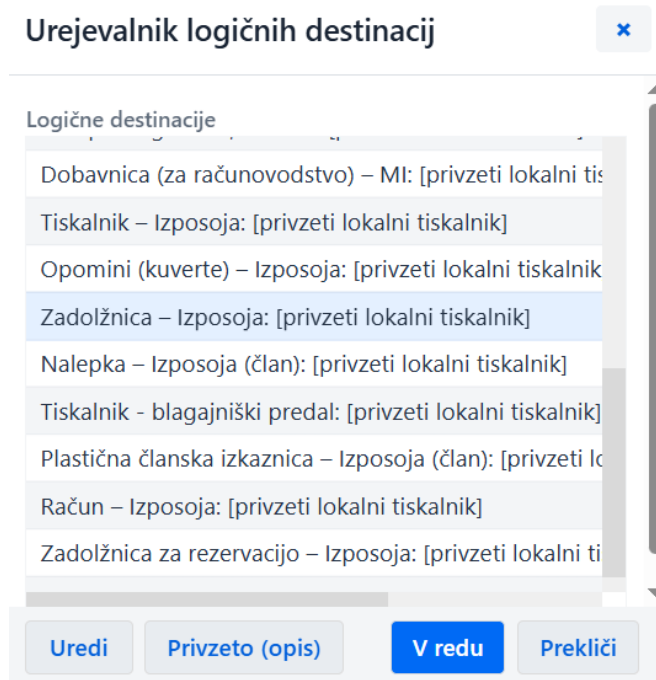 Urejevalnik logičnih destinacij
Logične destinacije
Dobavnica (za računovodstvo) – MI: [privzeti lokalni tis
Tiskalnik – Izposoja: [privzeti lokalni tiskalnik]
Opomini (kuverte) – Izposoja: [privzeti lokalni tiskalnik
Zadolžnica – Izposoja: [privzeti lokalni tiskalnik]
Nalepka – Izposoja (član): [privzeti lokalni tiskalnik]
Tiskalnik - blagajniški predal: [privzeti lokalni tiskalnik]
Plastična članska izkaznica – Izposoja (član): [privzeti lo
Račun – Izposoja: [privzeti lokalni tiskalnik]
Zadolžnica za rezervacijo – Izposoja: [privzeti lokalni ti
Uredi Privzeto (opis) V redu Prekliči